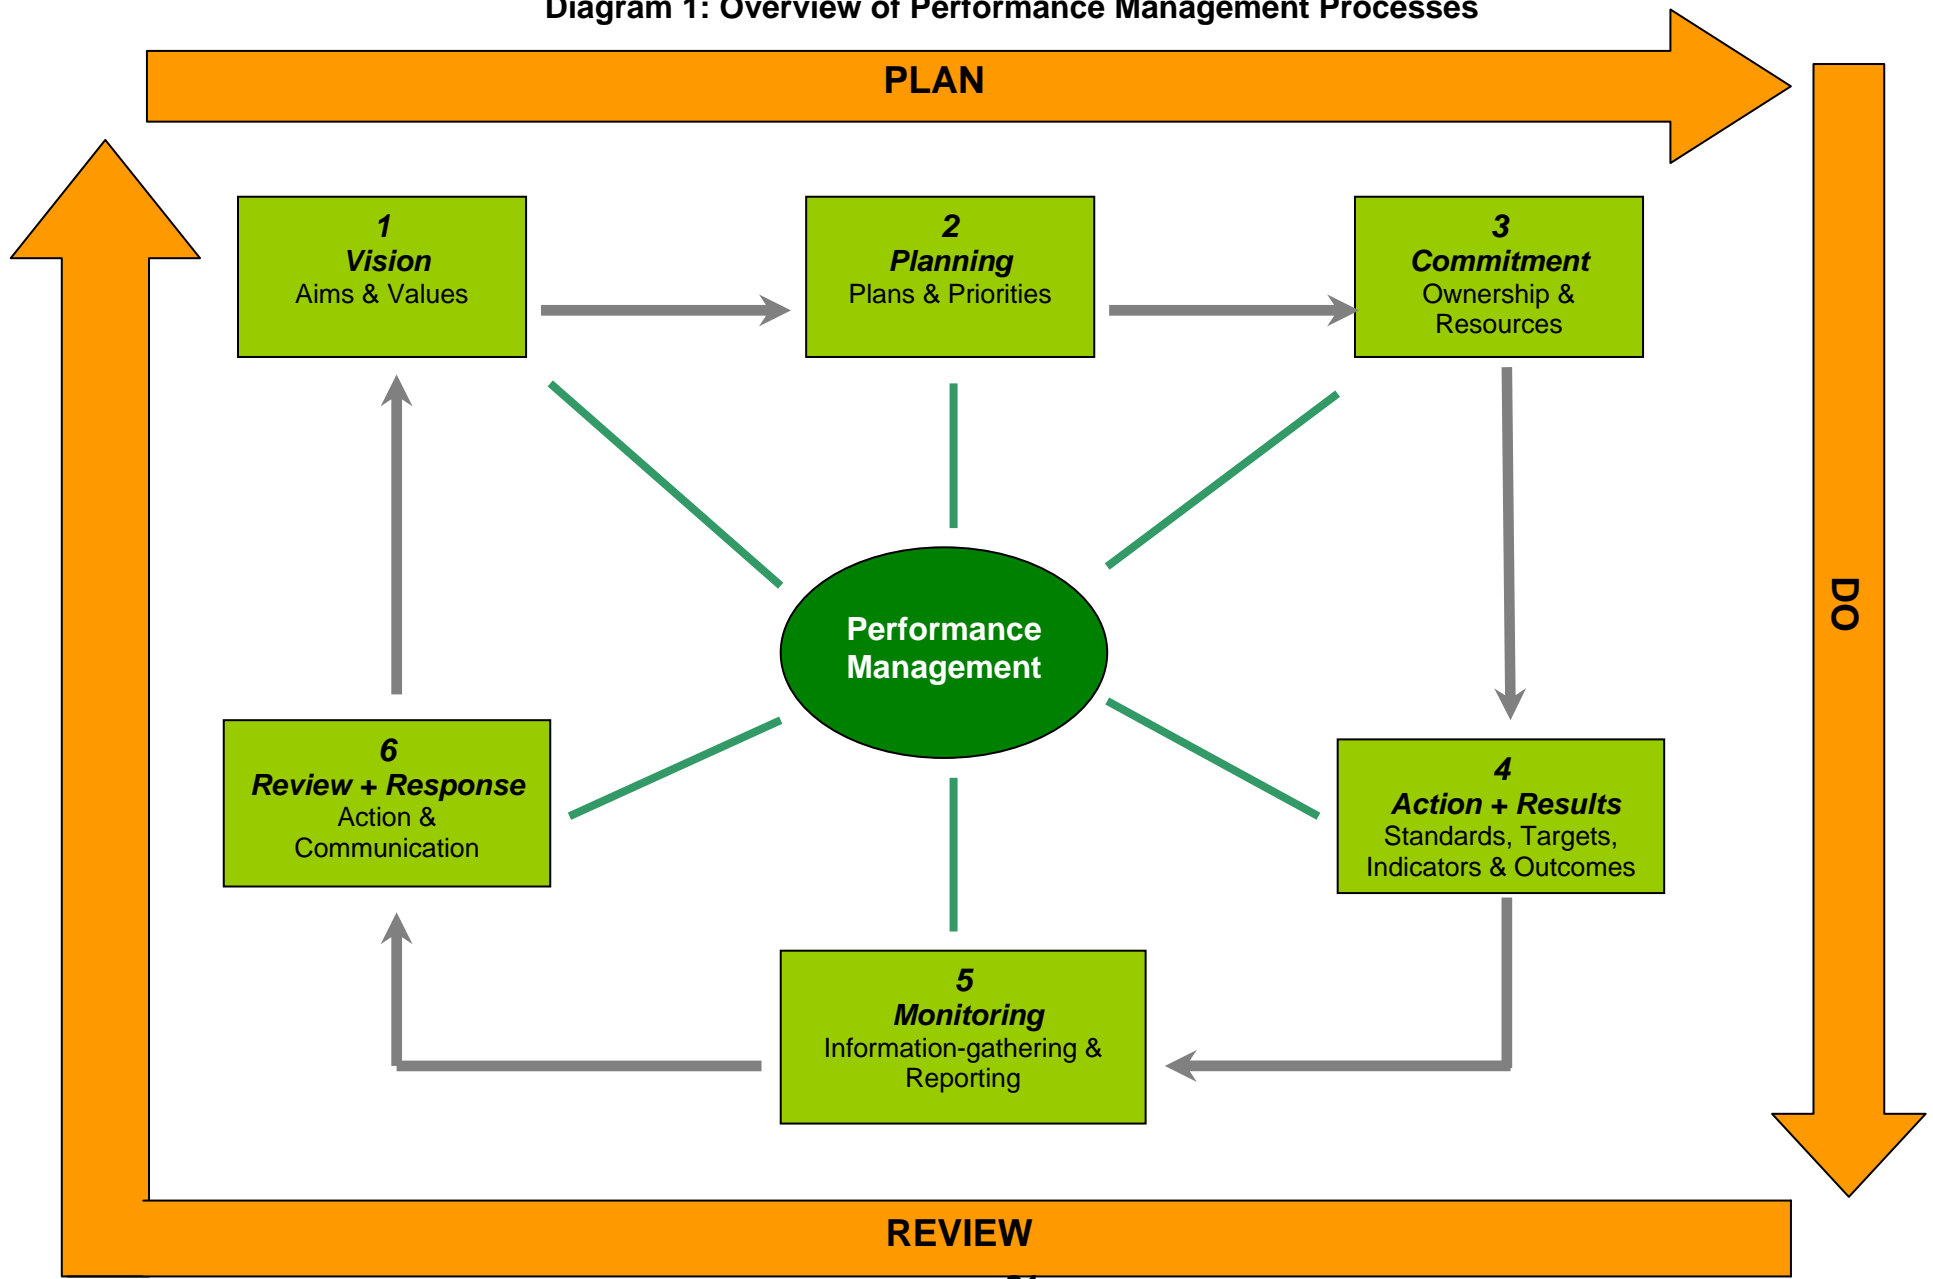 Diagram 1: Overview of Performance Management Processes
PLAN
1
Vision
Aims & Values
2
Planning
Plans & Priorities
3
Commitment
Ownership &
Resources
DO
Performance
Management
6
Review + Response
Action &
Communication
4
Action + Results
Standards, Targets,
Indicators & Outcomes
5
Monitoring
Information-gathering &
Reporting
REVIEW